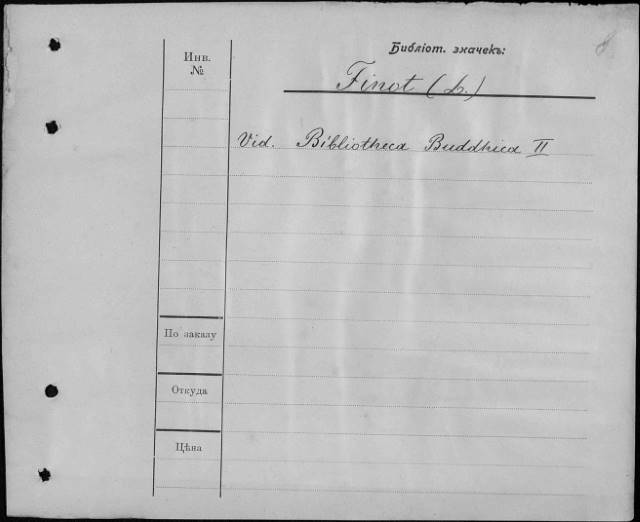 Библіот. значекъ:
Инв.
№
Finot (L.)
Vid. Bibliotheca Buddhica II
По заказу
Откуда
Цѣна